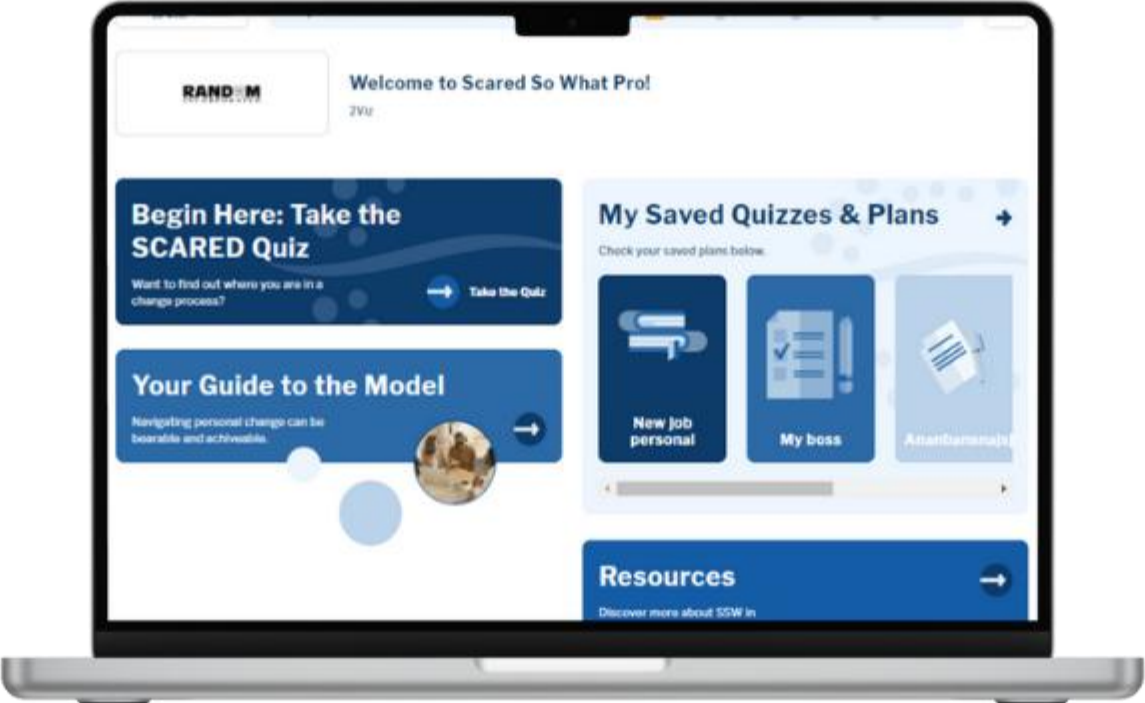 RANDOM
Welcome to Scared So What Pro!
Begin Here: Take the
SCARED Quiz
Want to find out where you are in a
change process?
Take the Quiz
Your Guide to the Model
Navigating personal change can be
bearable and achiveable.
My Saved Quizzes & Plans
Check your saved plans below.
New job
personal
My boss
Resources
Discover more about SSW in